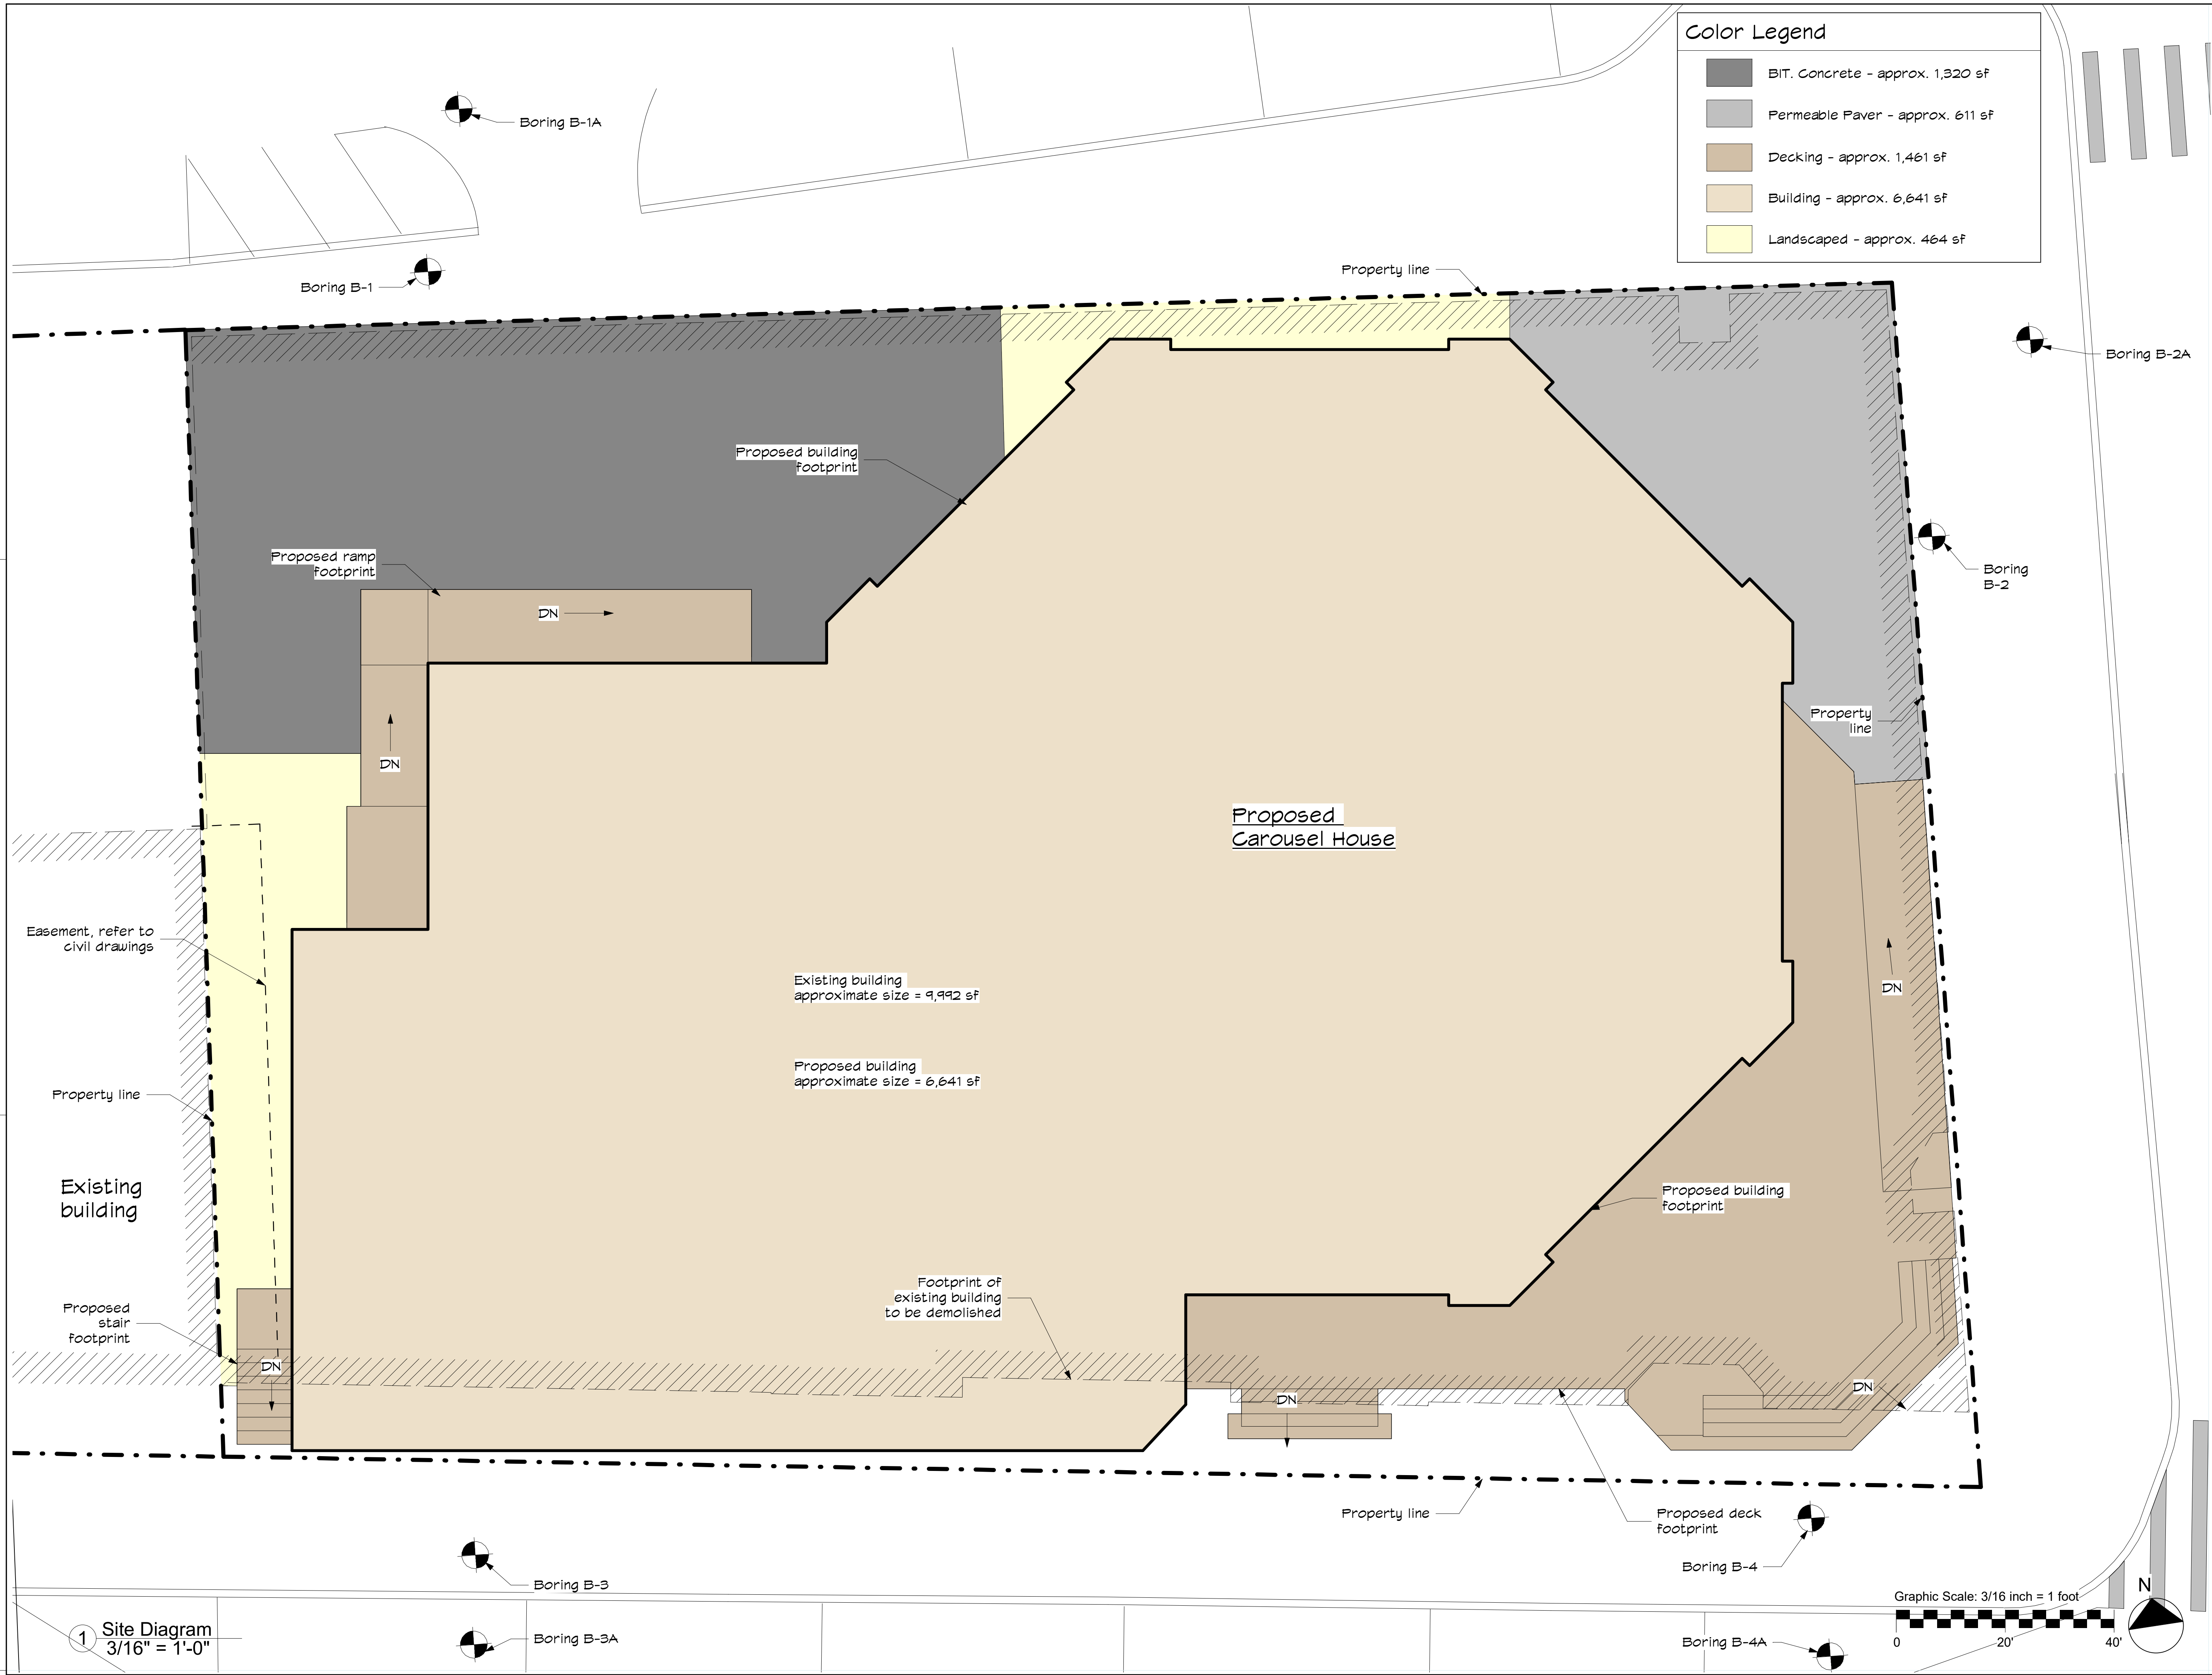 Color Legend
BIT. Concrete - approx. 1,320 sf
Permeable Paver - approx. 611 sf
Decking - approx. 1,461 sf
Building - approx. 6,641 sf
Landscaped - approx. 464 sf
Boring B-1A
Boring B-1
Property line
Boring B-2A
Proposed building
footprint
Proposed ramp
footprint
DN
Boring
B-2
Property
line
DN
Proposed
Carousel House
Easement, refer to
civil drawings
Existing building
approximate size = 9,992 sf
DN
Proposed building
approximate size = 6,641 sf
Property line
Existing
building
Proposed building
footprint
Footprint of
existing building
to be demolished
Proposed
stair
footprint
DN
DN
DN
Property line
Proposed deck
footprint
Boring B-4
Boring B-3
N
Graphic Scale: 3/16 inch = 1 foot
0
20'
40'
1
Site Diagram
3/16" = 1'-0"
Boring B-3A
Boring B-4A